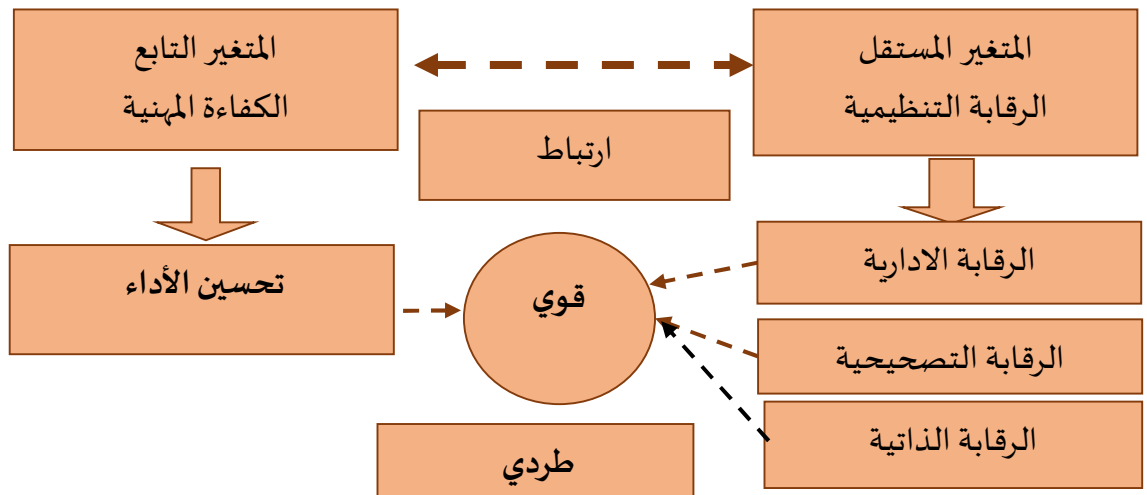 المتغير المستقل
الرقابة التنظيمية
المتغير التابع
الكفاءة المهنية
ارتباط
الرقابة الادارية
تحسين الأداء
قوي
الرقابة التصحيحية
الرقابة الذاتية
طردي